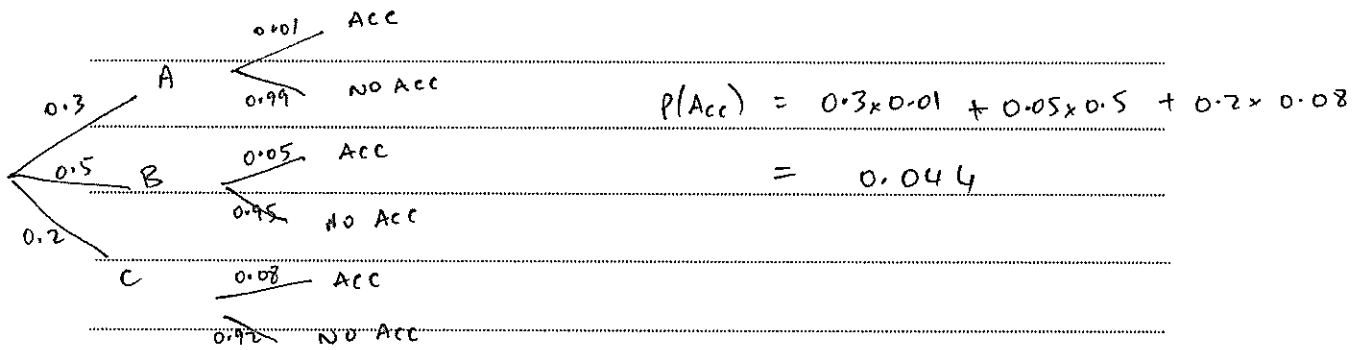 0.01 Acc
A
0.3 0.99 No Acc
P(Acc) = 0.3×0.01 + 0.05×0.5 + 0.2×0.08
0.5 B 0.05 Acc
= 0.044
0.95 No Acc
0.2
C 0.08 Acc
0.92 No Acc